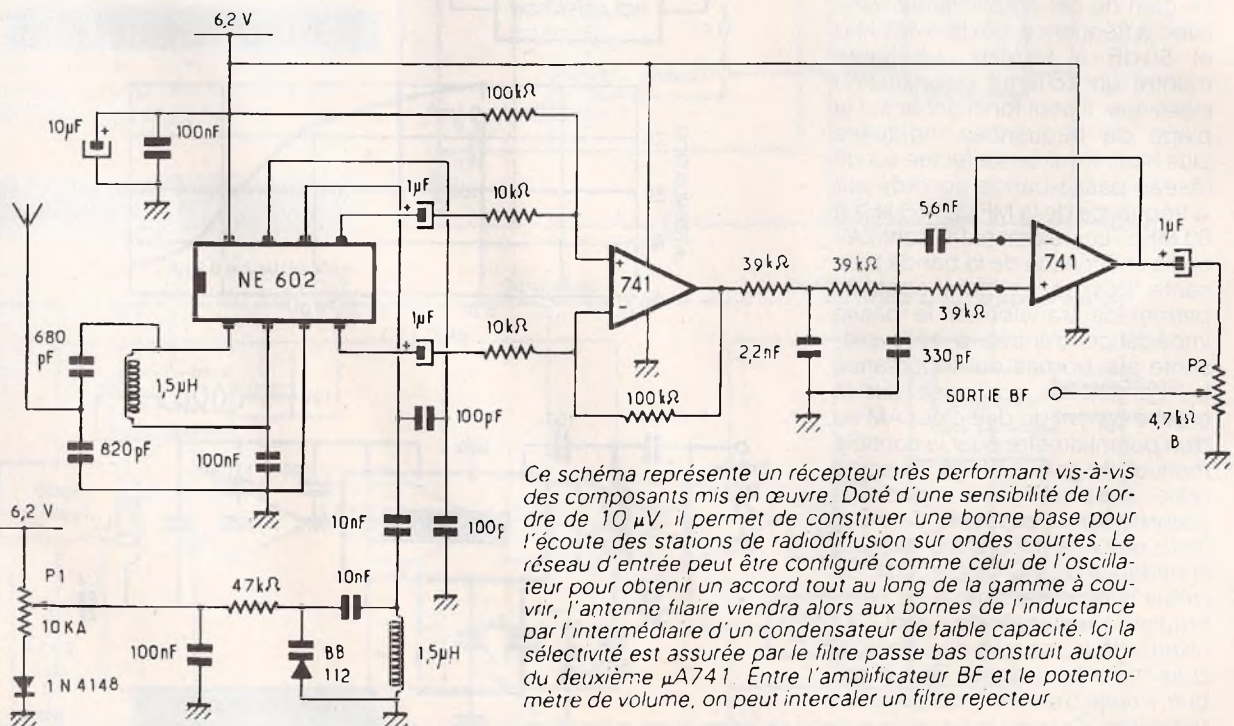 6,2 V
10µF
+
100nF
100kΩ
1µF
+
10kΩ
NE 602
680 pF
1,5µH
1µF
+
10kΩ
+
741
39kΩ
39kΩ
5,6nF
741
+
1µF
+
39kΩ
2,2nF
330pF
P2
SORTIE BF
47kΩ
B
820pF
100nF
100kΩ
100pF
6,2 V
P1
10KA
1N4148
100nF
47kΩ
10nF
10nF
100p
BB
112
1,5µH
Ce schéma représente un récepteur très performant vis-à-vis
des composants mis en œuvre. Doté d'une sensibilité de l'or-
dre de 10 µV, il permet de constituer une bonne base pour
l'écoute des stations de radiodiffusion sur ondes courtes. Le
réseau d'entrée peut être configuré comme celui de l'oscilla-
teur pour obtenir un accord tout au long de la gamme à cou-
vrir, l'antenne filaire viendra alors aux bornes de l'inductance
par l'intermédiaire d'un condensateur de faible capacité. Ici la
sélectivité est assurée par le filtre passe bas construit autour
du deuxième µA741. Entre l'amplificateur BF et le potentio-
mètre de volume, on peut intercaler un filtre rejecteur.